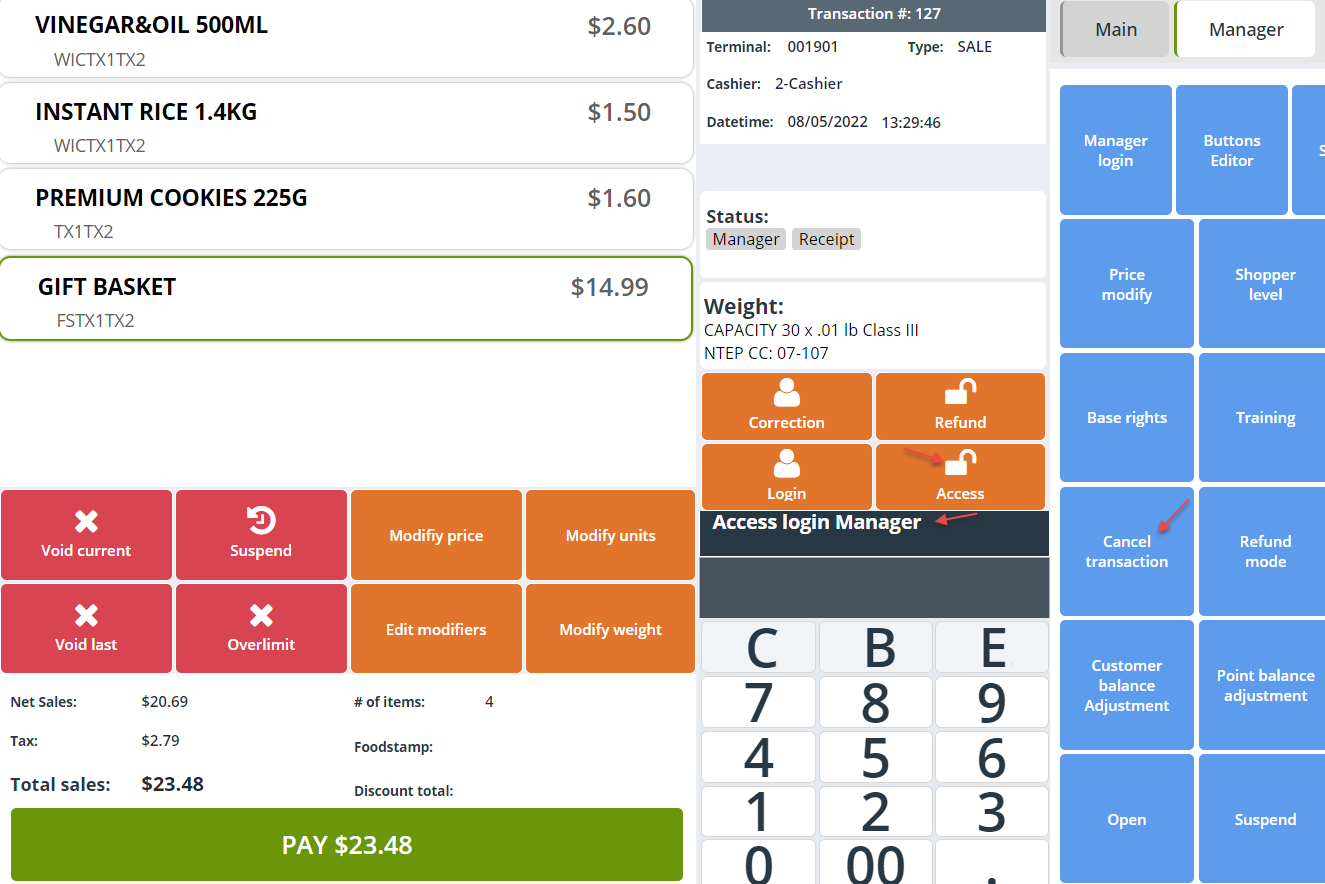 VINEGAR&OIL 500ML
$2.60
WICTX1TX2
INSTANT RICE 1.4KG
$1.50
WICTX1TX2
PREMIUM COOKIES 225G
$1.60
TX1TX2
GIFT BASKET
$14.99
FSTX1TX2
Void current
Suspend
Modifiy price
Modify units
Void last
Overlimit
Edit modifiers
Modify weight
Net Sales: $20.69
# of items: 4
Tax: $2.79
Foodstamp:
Total sales: $23.48
Discount total:
PAY $23.48
Transaction #: 127
Terminal: 001901 Type: SALE
Cashier: 2-Cashier
Datetime: 08/05/2022 13:29:46
Status:
Manager Receipt
Weight:
CAPACITY 30 x .01 lb Class III
NTEP CC: 07-107
Correction
Refund
Login
Access
Access login Manager
C B E
7 8 9
4 5 6
1 2 3
0 00 .
Main
Manager
Manager
login
Buttons
Editor
Price
modify
Shopper
level
Base rights
Training
Cancel
transaction
Refund
mode
Customer
balance
Adjustment
Point balance
adjustment
Open
Suspend